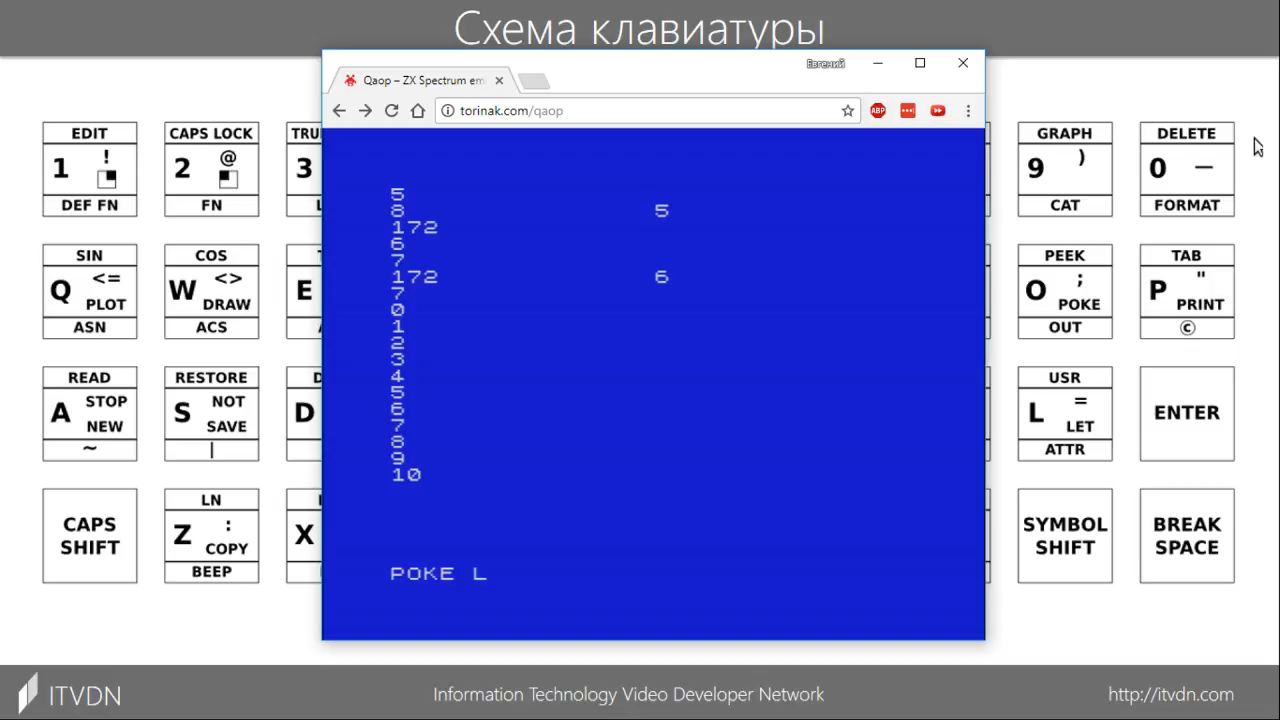 Схема клавиатуры
Евгений
Qaop – ZX Spectrum em
torinak.com/qaop
ABP
EDIT
1 !
DEF FN
CAPS LOCK
2 @
FN
TRU
3
L
GRAPH
9 )
CAT
DELETE
0 —
FORMAT
SIN
Q <=
PLOT
ASN
COS
W <>
DRAW
ACS
E
PEEK
O ;
POKE
OUT
TAB
P "
PRINT
©
READ
A STOP
NEW
~
RESTORE
S NOT
SAVE
|
D
D
USR
L =
LET
ATTR
ENTER
CAPS
SHIFT
LN
Z :
COPY
BEEP
X
SYMBOL
SHIFT
BREAK
SPACE
5
8 5
172
6
7
172 6
7
0
1
2
3
4
5
6
7
8
9
10
POKE L
ITVDN
Information Technology Video Developer Network
http://itvdn.com